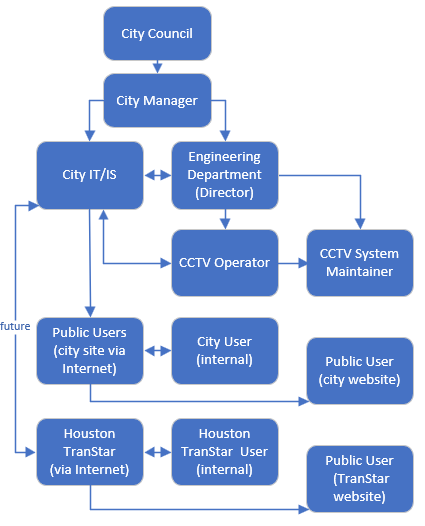 City Council
City Manager
City IT/IS
Engineering
Department
(Director)
CCTV Operator
CCTV System
Maintainer
future
Public Users
(city site via
Internet)
City User
(internal)
Public User
(city website)
Houston
TranStar
(via Internet)
Houston
TranStar User
(internal)
Public User
(TranStar
website)